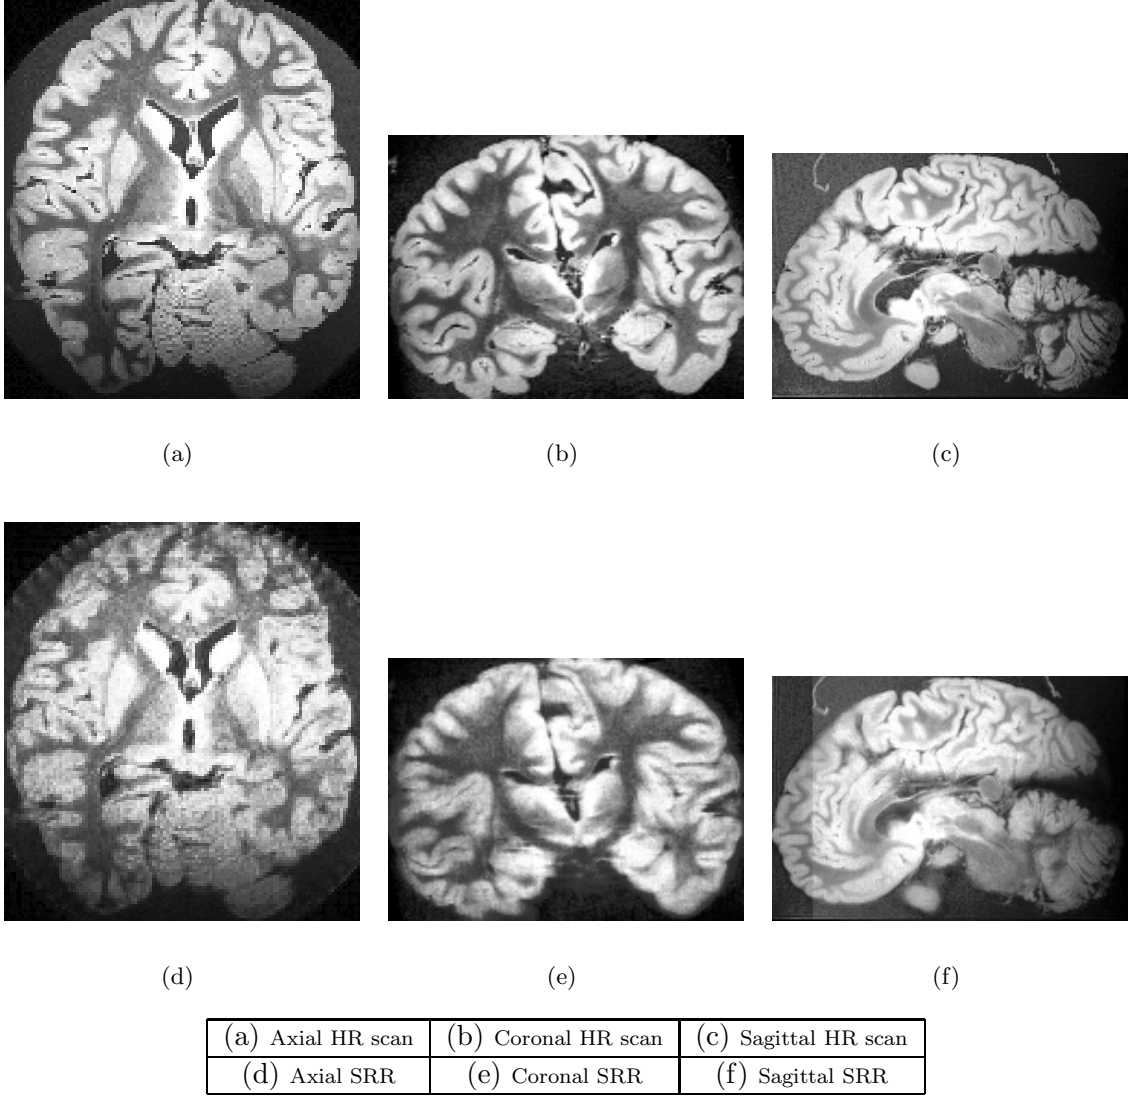 (a)
(b)
(c)
(d)
(e)
(f)
(a) Axial HR scan
(b) Coronal HR scan
(c) Sagittal HR scan
(d) Axial SRR
(e) Coronal SRR
(f) Sagittal SRR